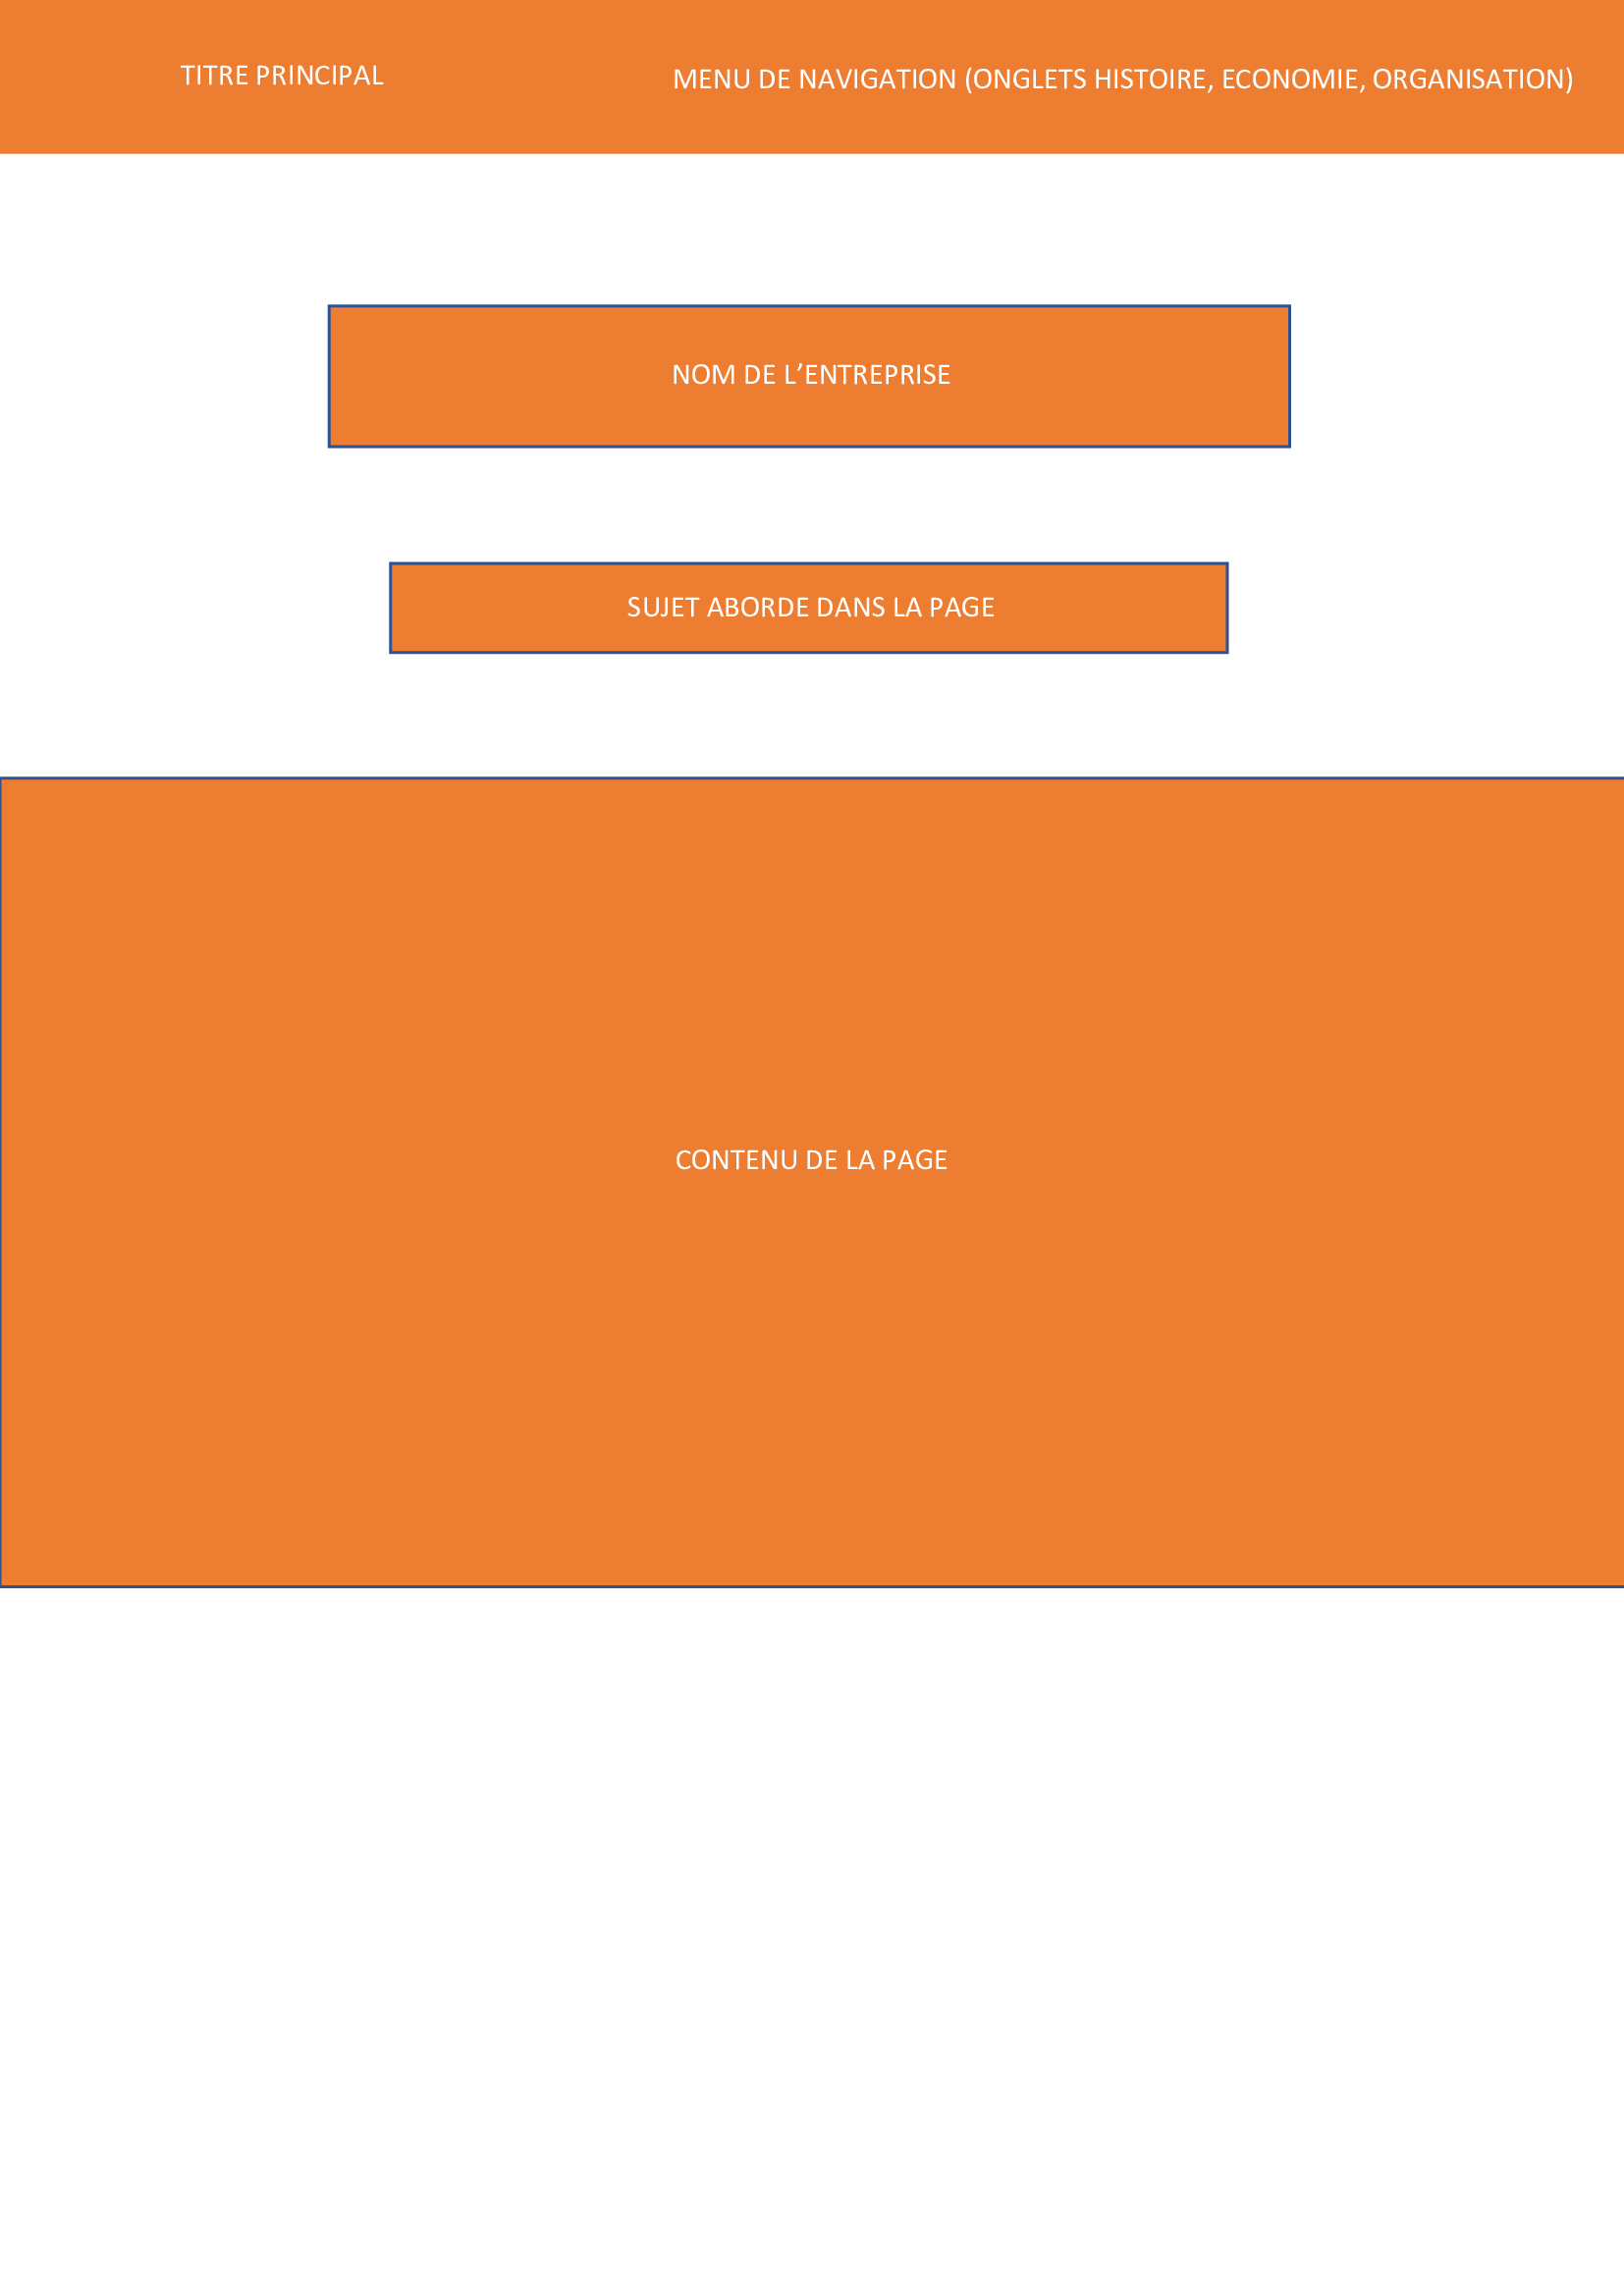 TITRE PRINCIPAL
MENU DE NAVIGATION (ONGLETS HISTOIRE, ECONOMIE, ORGANISATION)
NOM DE L’ENTREPRISE
SUJET ABORDE DANS LA PAGE
CONTENU DE LA PAGE